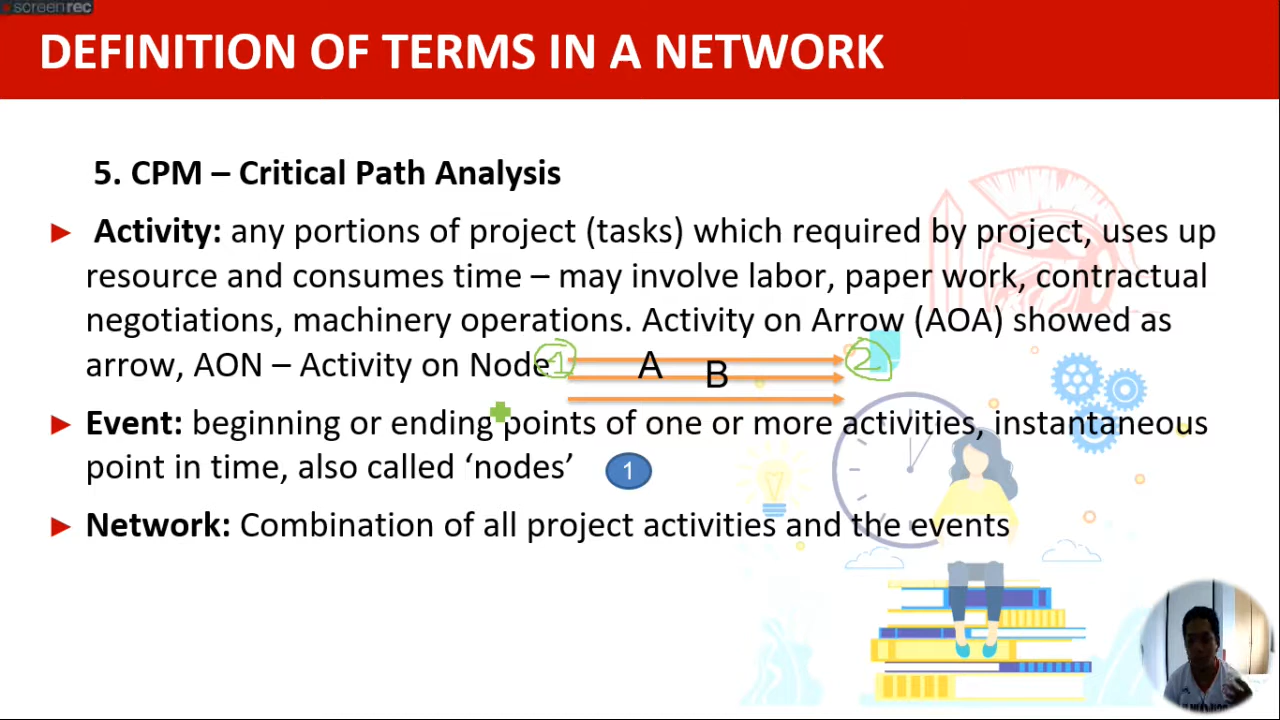 screenrec
DEFINITION OF TERMS IN A NETWORK
5. CPM – Critical Path Analysis
► Activity: any portions of project (tasks) which required by project, uses up
resource and consumes time – may involve labor, paper work, contractual
negotiations, machinery operations. Activity on Arrow (AOA) showed as
arrow, AON – Activity on Node 1 A B 2
► Event: beginning or ending points of one or more activities, instantaneous
point in time, also called ‘nodes’ 1
► Network: Combination of all project activities and the events